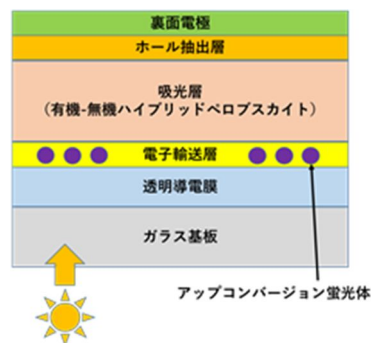 裏面電極
ホール抽出層
吸光層
（有機-無機ハイブリッドペロブスカイト）
電子輸送層
透明導電膜
ガラス基板
アップコンバージョン蛍光体